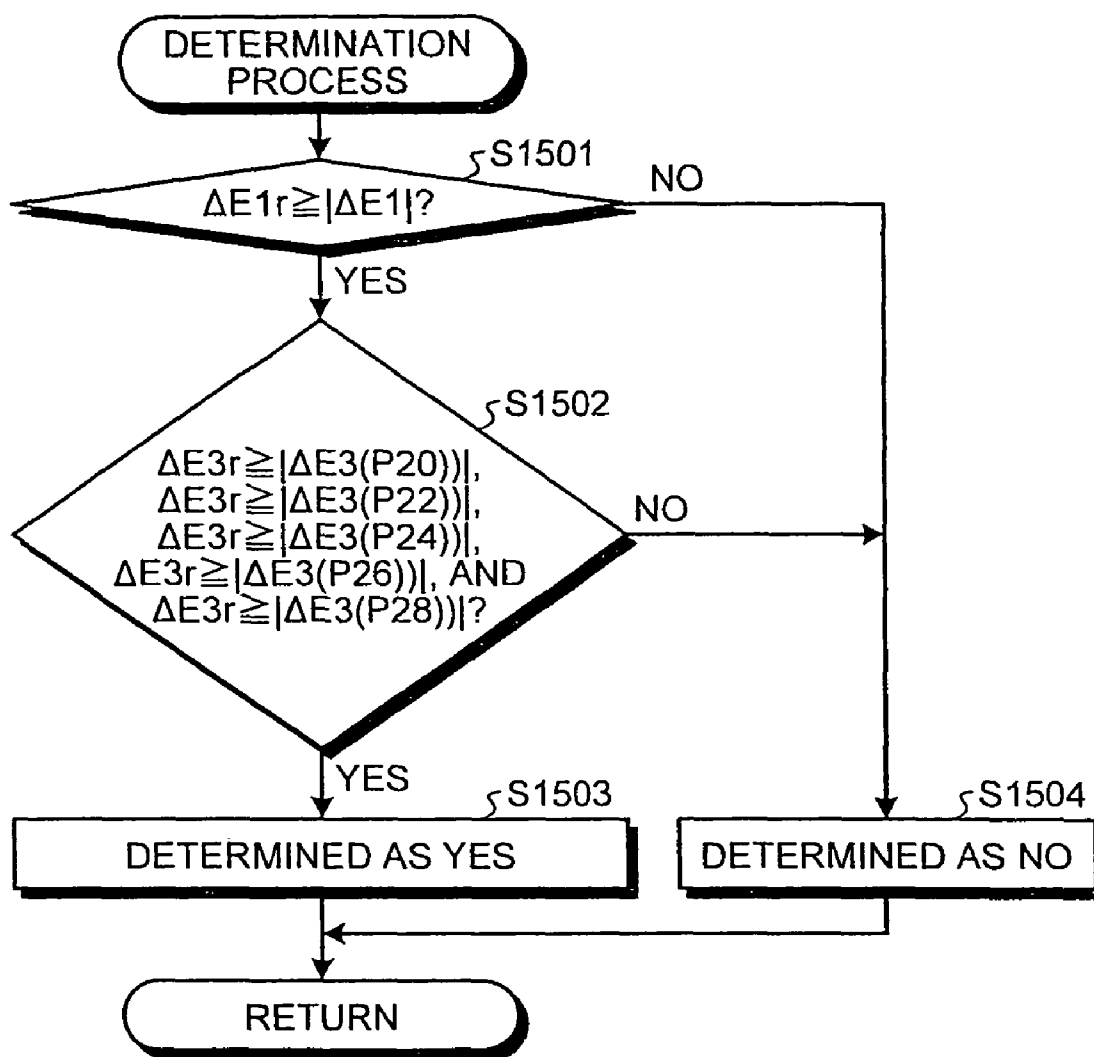 DETERMINATION
PROCESS
S1501
ΔE1r≧|ΔE1|?
NO
YES
S1502
ΔE3r≧|ΔE3(P20))|,
ΔE3r≧|ΔE3(P22))|,
ΔE3r≧|ΔE3(P24))|,
ΔE3r≧|ΔE3(P26))|, AND
ΔE3r≧|ΔE3(P28))|?
NO
YES
S1503
DETERMINED AS YES
S1504
DETERMINED AS NO
RETURN